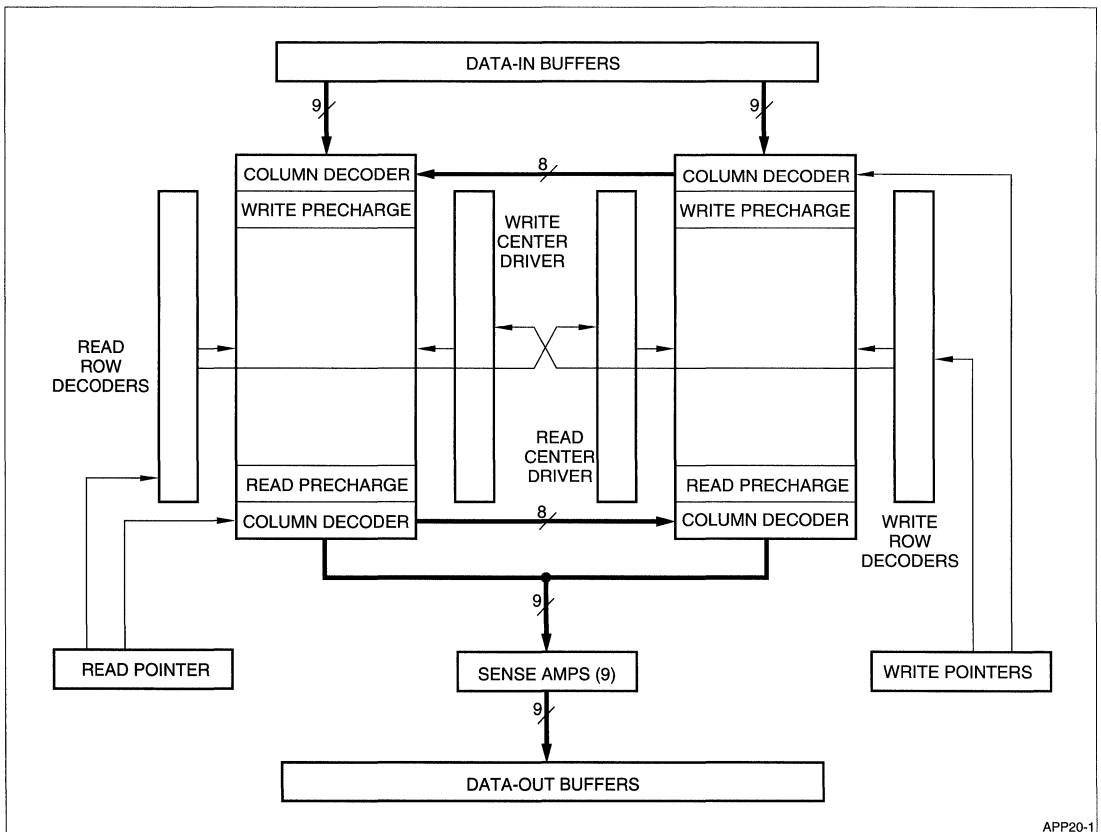 DATA-IN BUFFERS
9
9
COLUMN DECODER
8
COLUMN DECODER
WRITE PRECHARGE
WRITE PRECHARGE
WRITE
CENTER
DRIVER
READ
ROW
DECODERS
READ
CENTER
DRIVER
READ PRECHARGE
READ PRECHARGE
COLUMN DECODER
8
COLUMN DECODER
WRITE
ROW
DECODERS
9
READ POINTER
SENSE AMPS (9)
WRITE POINTERS
9
DATA-OUT BUFFERS
APP20-1